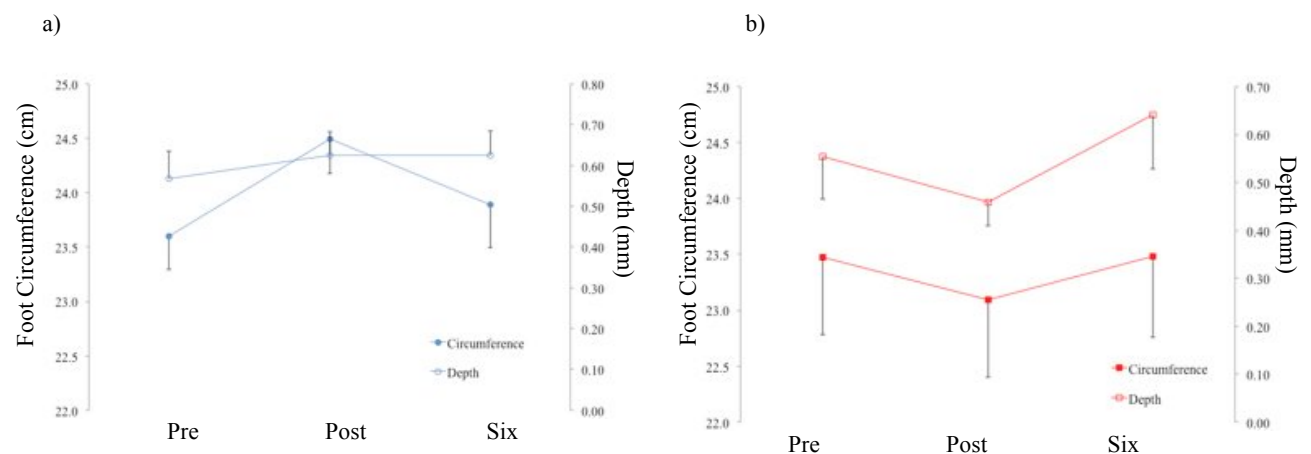 a)
Foot Circumference (cm)
25.0
24.5
24.0
23.5
23.0
22.5
22.0
0.80
0.70
0.60
0.50
0.40
0.30
0.20
0.10
0.00
Depth (mm)
Circumference
Depth
Pre Post Six
b)
Foot Circumference (cm)
25.0
24.5
24.0
23.5
23.0
22.5
22.0
0.70
0.60
0.50
0.40
0.30
0.20
0.10
0.00
Depth (mm)
Circumference
Depth
Pre Post Six